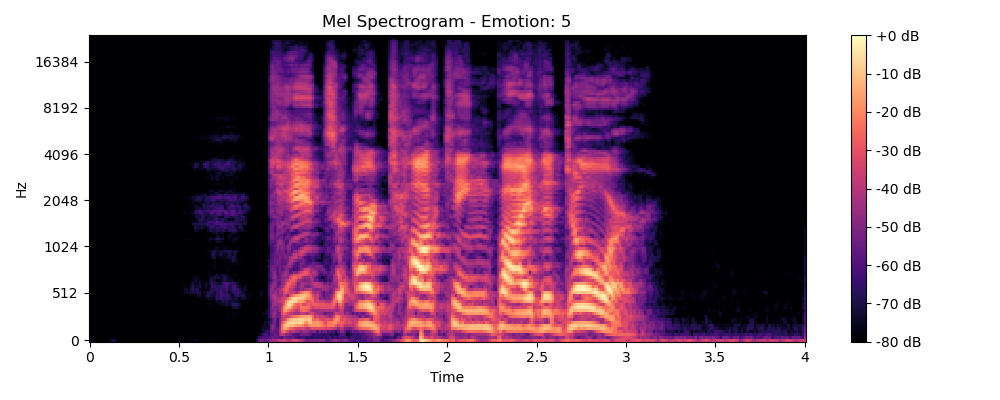 Mel Spectrogram - Emotion: 5
Hz
16384
8192
4096
2048
1024
512
0
0 0.5 1 1.5 2 2.5 3 3.5 4
Time
+0 dB
-10 dB
-20 dB
-30 dB
-40 dB
-50 dB
-60 dB
-70 dB
-80 dB